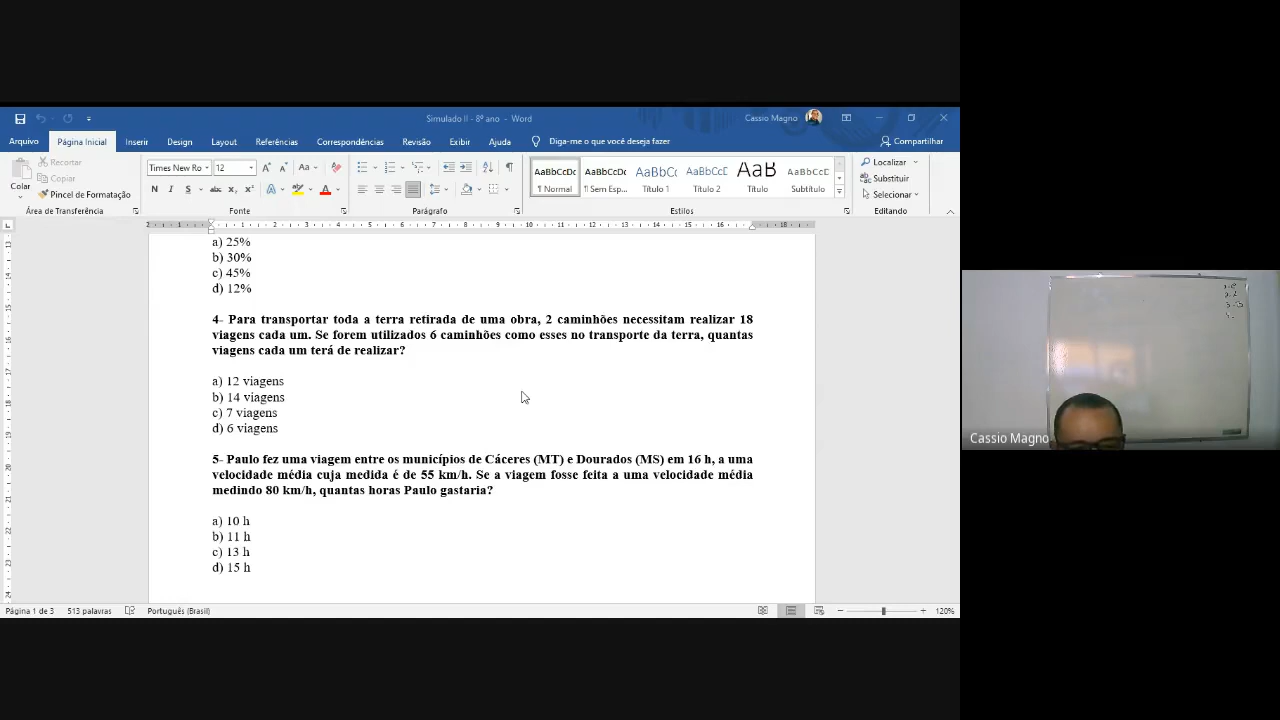 Simulado II - 8º ano - Word
Cassio Magno
Arquivo
Página Inicial
Inserir
Design
Layout
Referências
Correspondências
Revisão
Exibir
Ajuda
Diga-me o que você deseja fazer
Compartilhar
Colar
Recortar
Copiar
Pincel de Formatação
Área de Transferência
Times New Ro
12
Fonte
Parágrafo
AaBbCcDc
¶ Normal
AaBbCcDc
¶ Sem Esp...
AaBbCc
Título 1
AaBbCcD
Título 2
AaB
Título
AaBbCcD
Subtítulo
Estilos
Localizar
Substituir
Selecionar
Editando
a) 25%
b) 30%
c) 45%
d) 12%
4- Para transportar toda a terra retirada de uma obra, 2 caminhões necessitam realizar 18
viagens cada um. Se forem utilizados 6 caminhões como esses no transporte da terra, quantas
viagens cada um terá de realizar?
a) 12 viagens
b) 14 viagens
c) 7 viagens
d) 6 viagens
5- Paulo fez uma viagem entre os municípios de Cáceres (MT) e Dourados (MS) em 16 h, a uma
velocidade média cuja medida é de 55 km/h. Se a viagem fosse feita a uma velocidade média
medindo 80 km/h, quantas horas Paulo gastaria?
a) 10 h
b) 11 h
c) 13 h
d) 15 h
Página 1 de 3
513 palavras
Português (Brasil)
120%
Cassio Magno